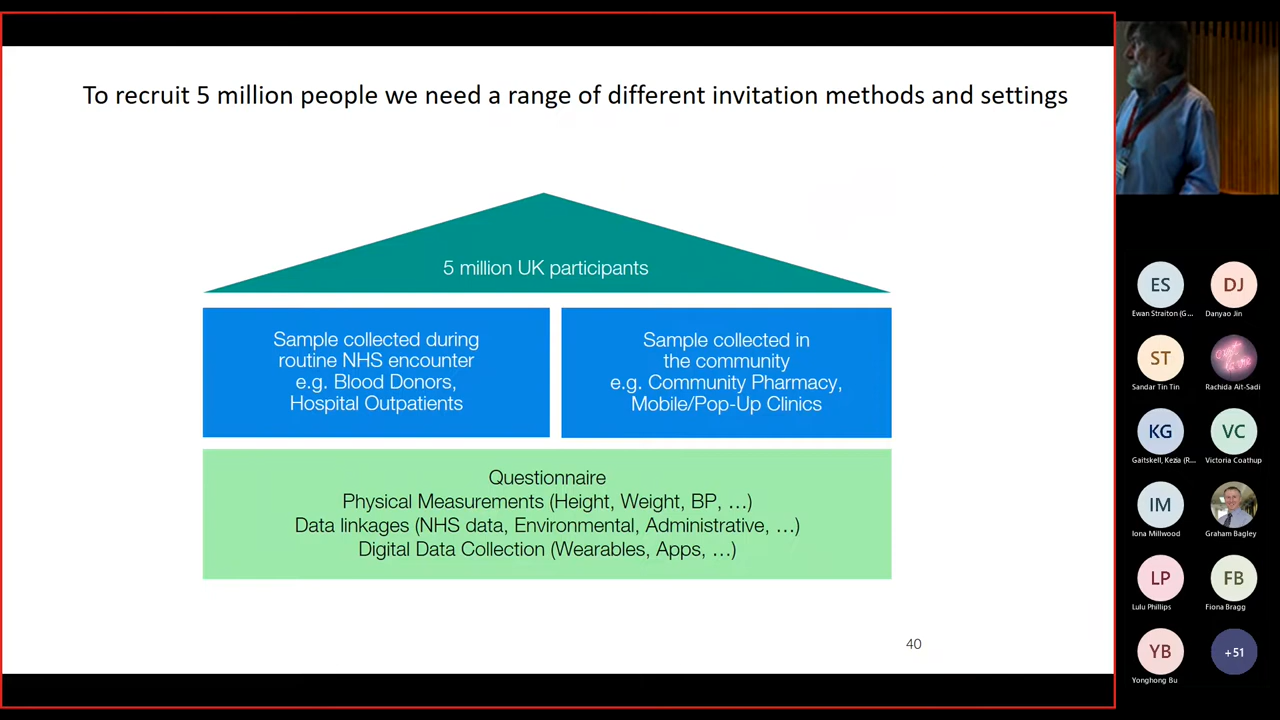 To recruit 5 million people we need a range of different invitation methods and settings
5 million UK participants
Sample collected during
routine NHS encounter
e.g. Blood Donors,
Hospital Outpatients
Sample collected in
the community
e.g. Community Pharmacy,
Mobile/Pop-Up Clinics
Questionnaire
Physical Measurements (Height, Weight, BP, …)
Data linkages (NHS data, Environmental, Administrative, …)
Digital Data Collection (Wearables, Apps, …)
40
ES
Ewan Straiton (G...
DJ
Danyao Jin
ST
Sandar Tin Tin
Rachida Ait-Sadi
KG
Gaitskell, Kezia (R...
VC
Victoria Coathup
IM
Iona Millwood
Graham Bagley
LP
Lulu Phillips
FB
Fiona Bragg
YB
Yonghong Bu
+51